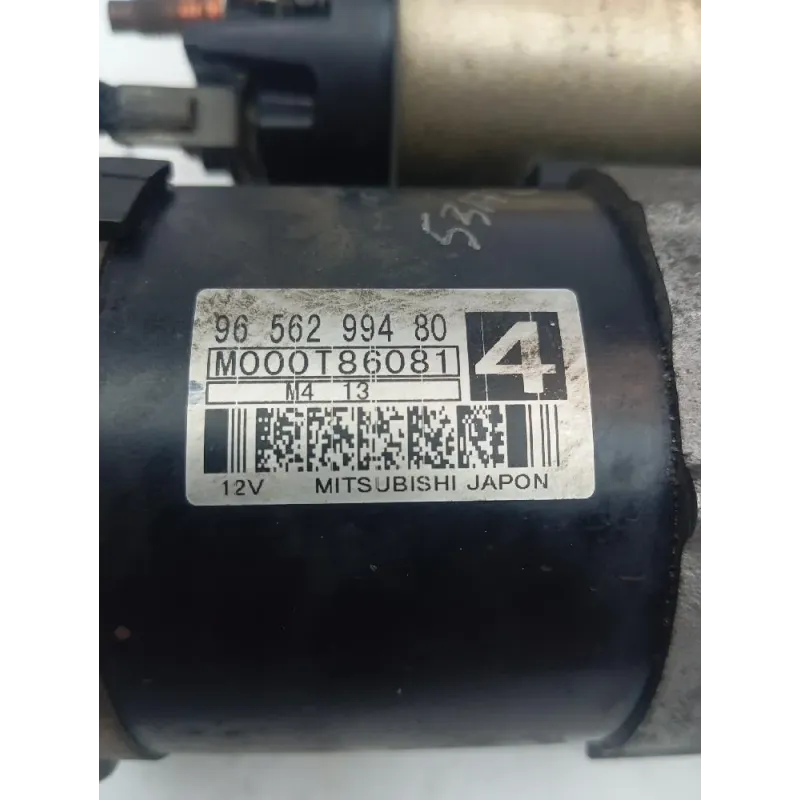 96 562 994 80
M000T86081
4
M4 13
12V MITSUBISHI JAPON